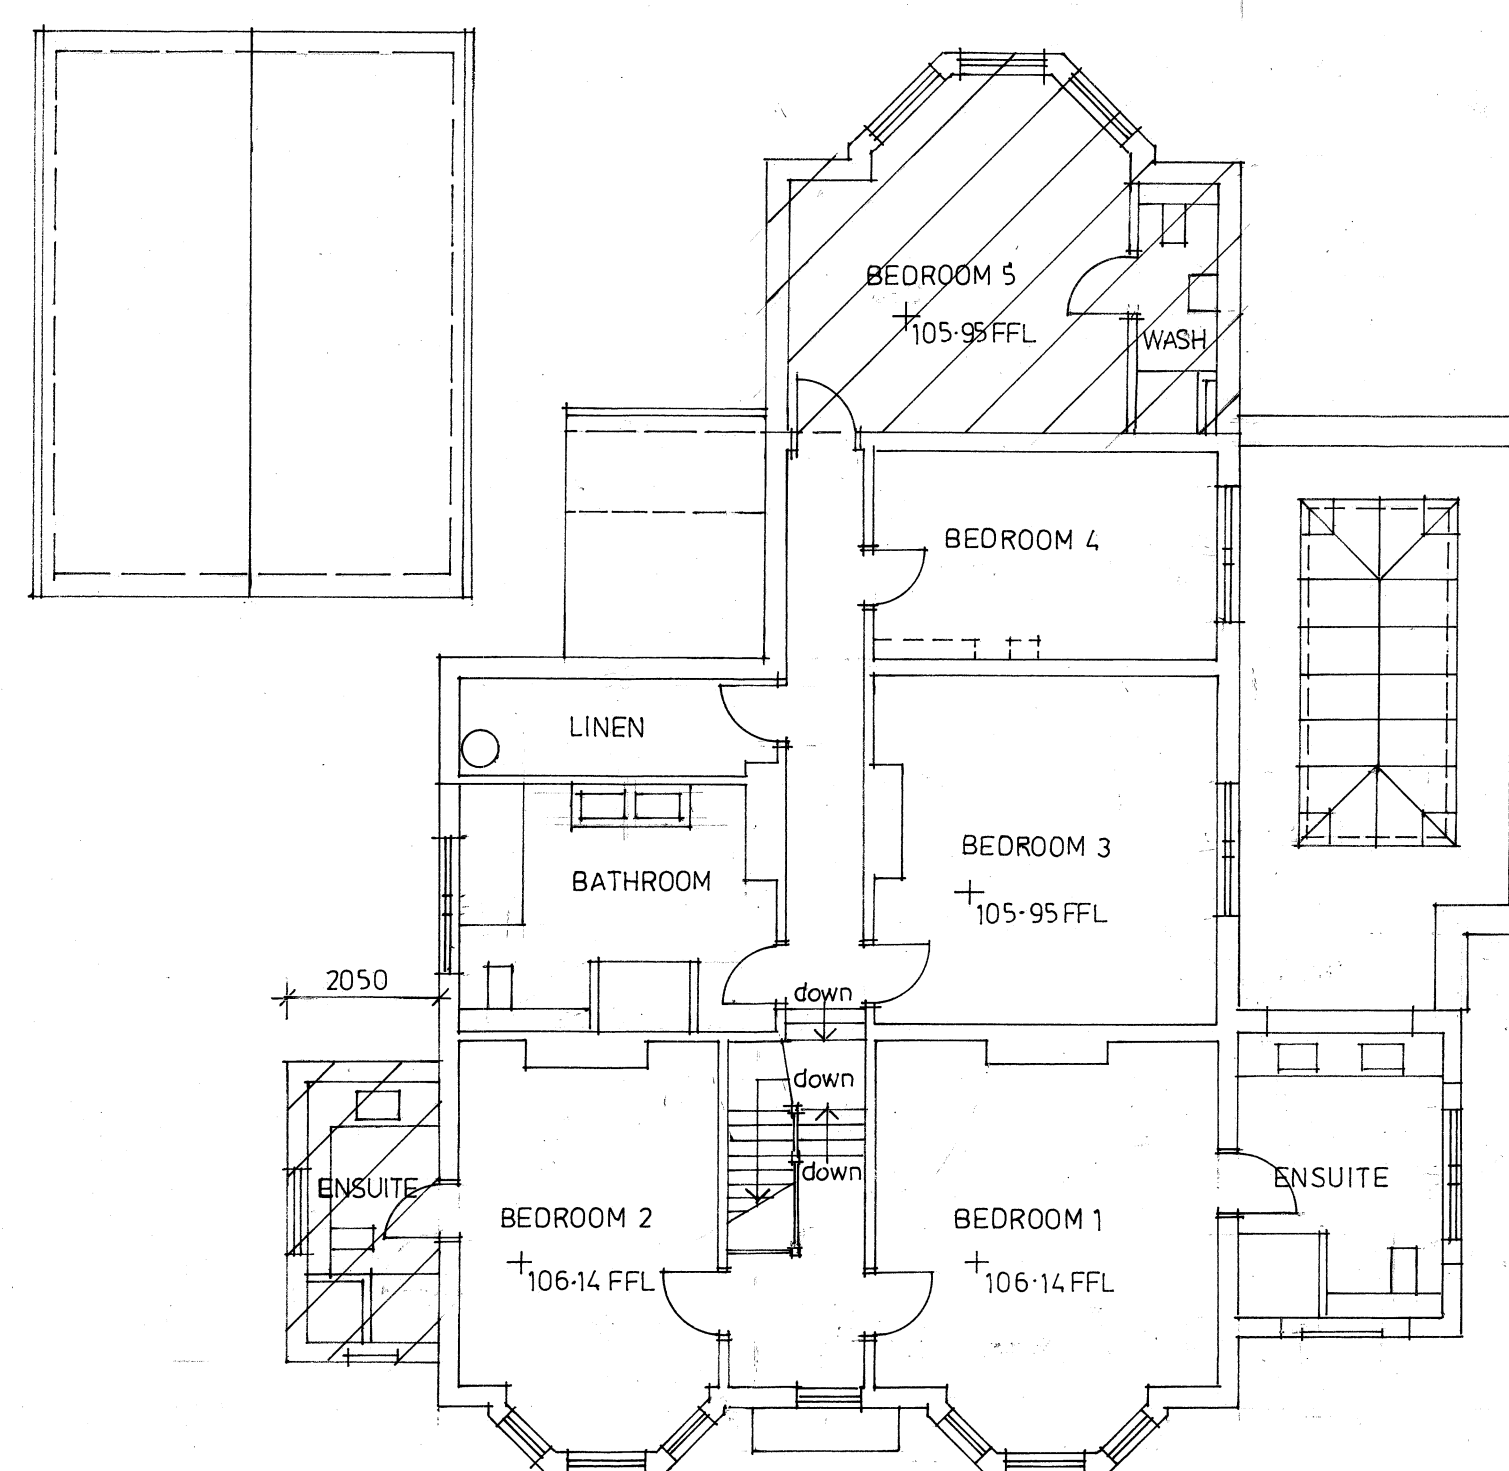 BEDROOM 5
105·95 FFL
WASH
BEDROOM 4
LINEN
BEDROOM 3
105·95 FFL
BATHROOM
2050
down
down
down
ENSUITE
ENSUITE
BEDROOM 2
106·14 FFL
BEDROOM 1
106·14 FFL